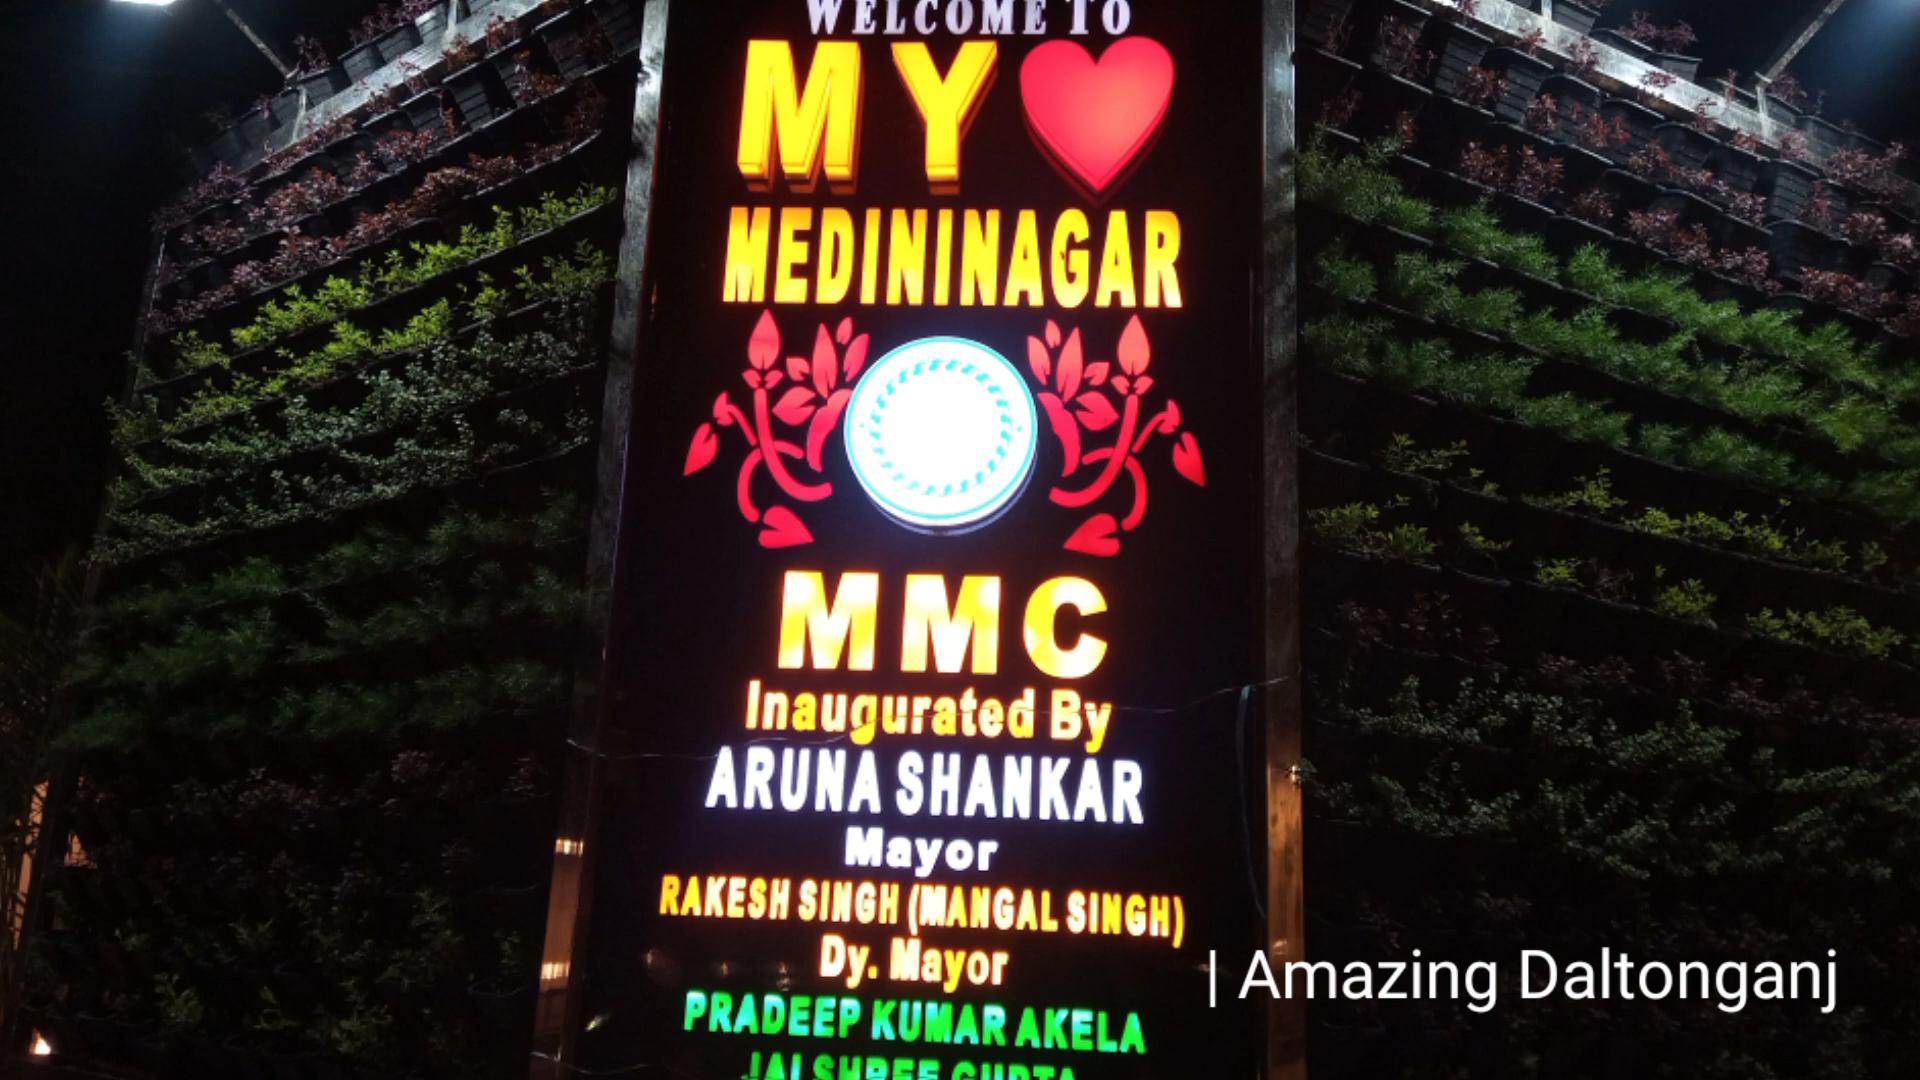 WELCOME TO
MY
MEDININAGAR
MMC
Inaugurated By
ARUNA SHANKAR
Mayor
RAKESH SINGH (MANGAL SINGH)
Dy. Mayor
PRADEEP KUMAR AKELA
JAI SHREE GUPTA
| Amazing Daltonganj